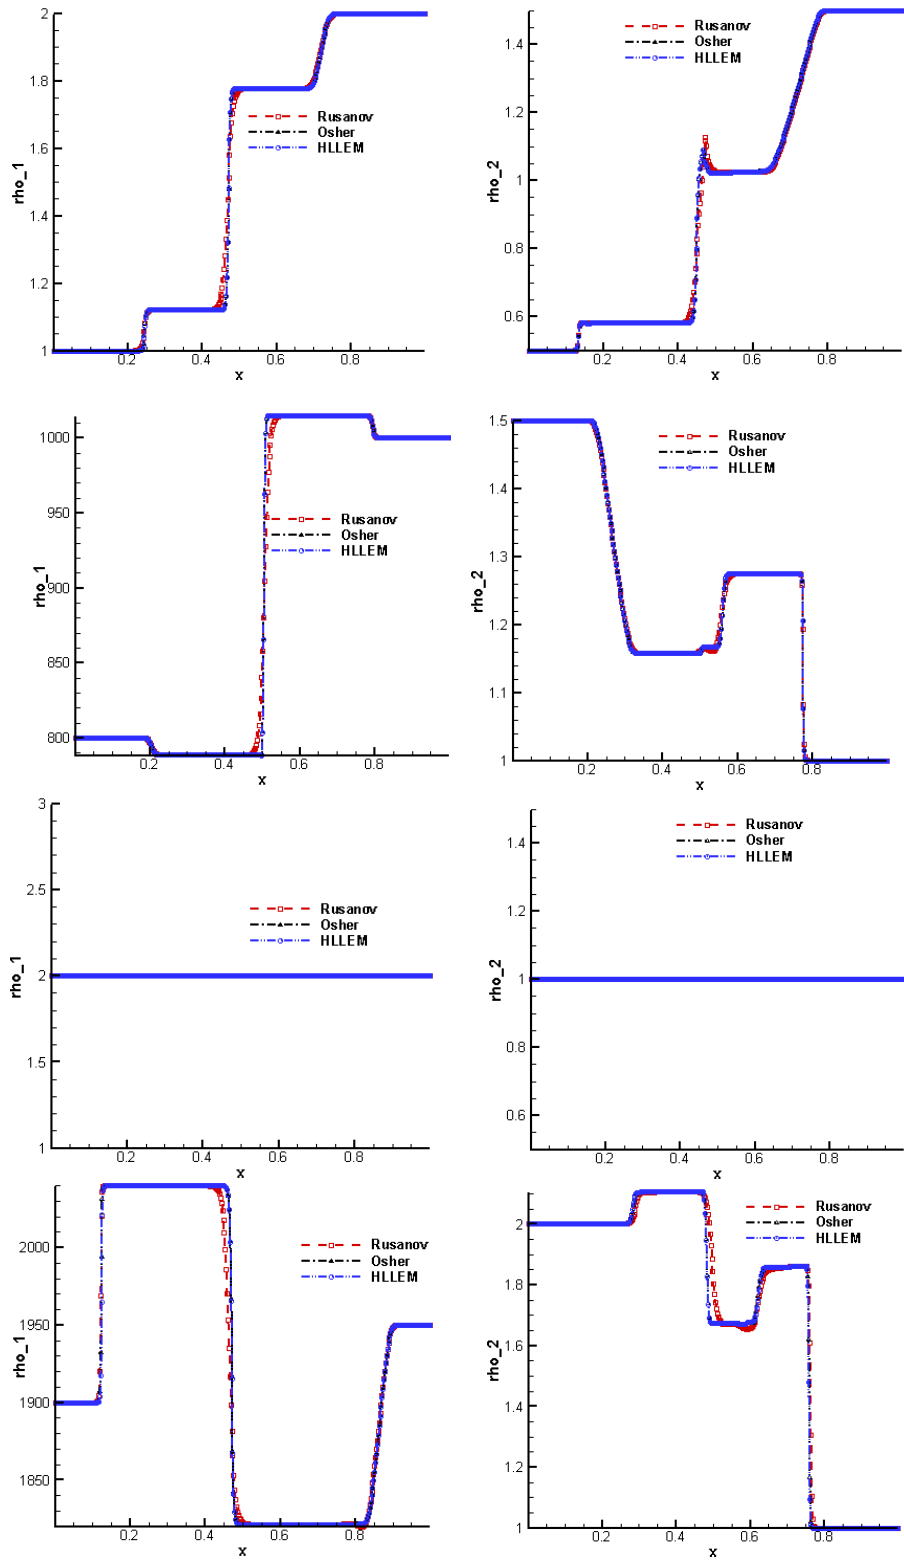 2
1.8
1.6
1.4
1.2
1
rho_1
0.2 0.4 0.6 0.8
x
Rusanov
Osher
HLLEM
1.4
1.2
1
0.8
0.6
rho_2
0.2 0.4 0.6 0.8
x
Rusanov
Osher
HLLEM
1000
950
900
850
800
rho_1
0.2 0.4 0.6 0.8
x
Rusanov
Osher
HLLEM
1.5
1.4
1.3
1.2
1.1
1
rho_2
0.2 0.4 0.6 0.8
x
Rusanov
Osher
HLLEM
3
2.5
2
1.5
1
rho_1
0.2 0.4 0.6 0.8
x
Rusanov
Osher
HLLEM
1.4
1.2
1
0.8
0.6
rho_2
0.2 0.4 0.6 0.8
x
Rusanov
Osher
HLLEM
2000
1950
1900
1850
rho_1
0.2 0.4 0.6 0.8
x
Rusanov
Osher
HLLEM
2
1.8
1.6
1.4
1.2
1
rho_2
0.2 0.4 0.6 0.8
x
Rusanov
Osher
HLLEM